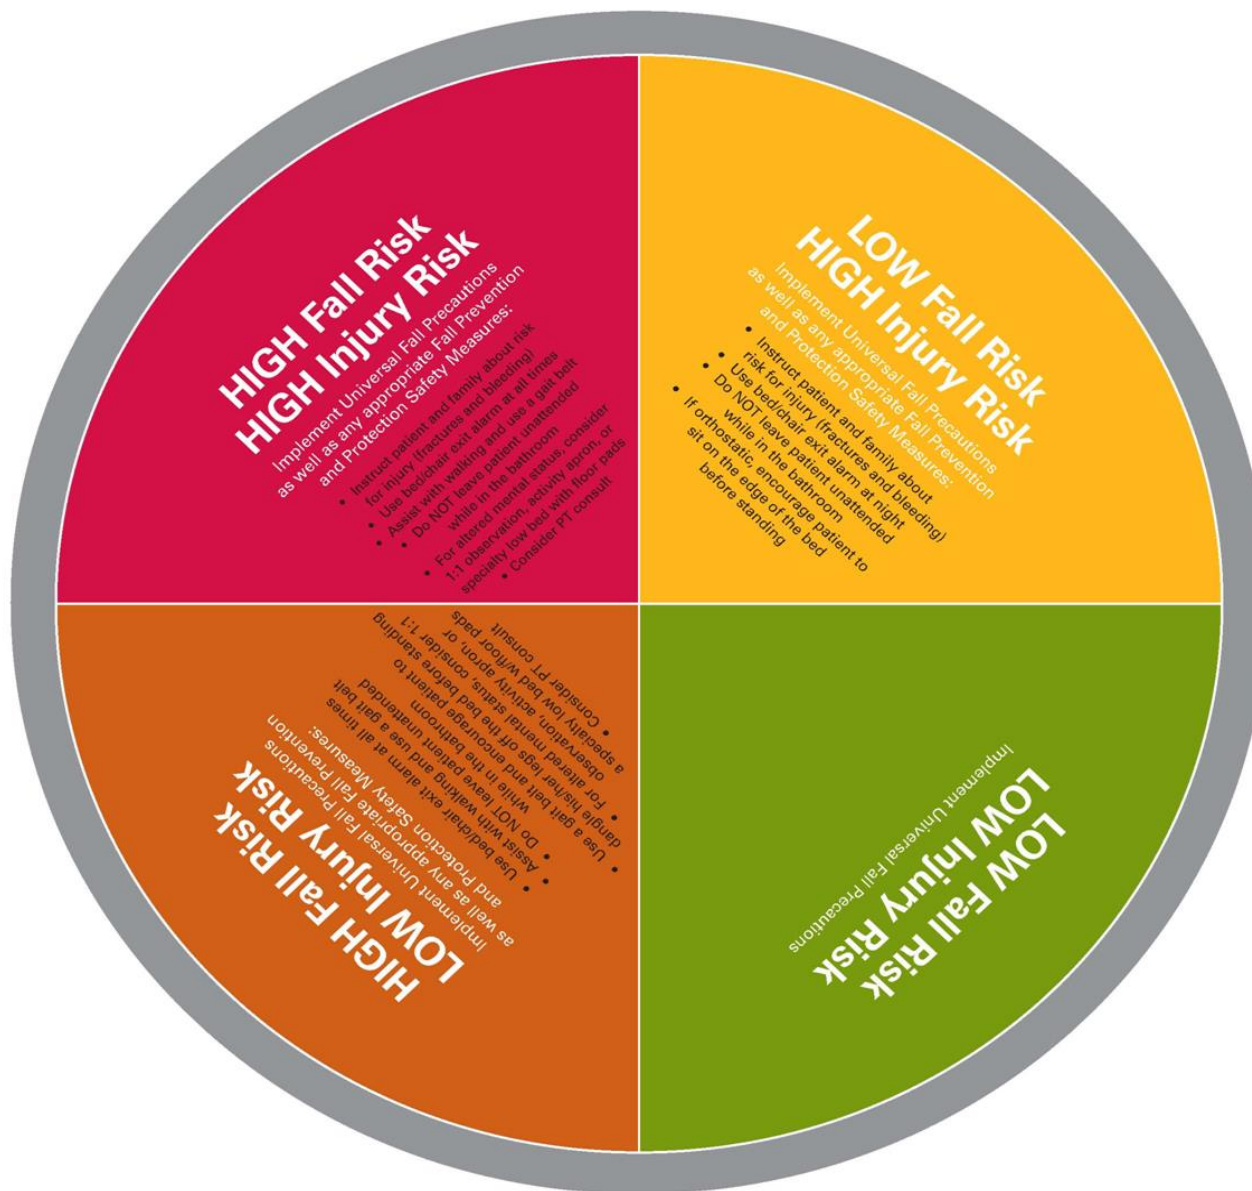 HIGH Fall Risk
HIGH Injury Risk
Implement Universal Fall Precautions
as well as any appropriate Fall Prevention
and Protection Safety Measures:
• Instruct patient and family about risk
for injury (fractures and bleeding)
• Use bed/chair exit alarm at all times
• Assist with walking and use a gait belt
• Do NOT leave patient unattended
while in the bathroom
• For altered mental status, consider
1:1 observation, activity apron, or
specialty low bed with floor pads
• Consider PT consult
LOW Fall Risk
HIGH Injury Risk
Implement Universal Fall Precautions
as well as any appropriate Fall Prevention
and Protection Safety Measures:
• Instruct patient and family about
risk for injury (fractures and bleeding)
• Use bed/chair exit alarm at night
• Do NOT leave patient unattended
while in the bathroom
• If orthostatic, encourage patient to
sit on the edge of the bed
before standing
HIGH Fall Risk
LOW Injury Risk
Implement Universal Fall Precautions
as well as any appropriate Fall Prevention
and Protection Safety Measures:
• Use bed/chair exit alarm at all times
• Assist with walking and use a gait belt
• Do NOT leave patient unattended
while in the bathroom
• Use a gait belt and encourage patient to
dangle his/her legs off the bed before standing
• For altered mental status, consider 1:1
observation, activity apron, or
a specialty low bed w/floor pads
• Consider PT consult
LOW Fall Risk
LOW Injury Risk
Implement Universal Fall Precautions